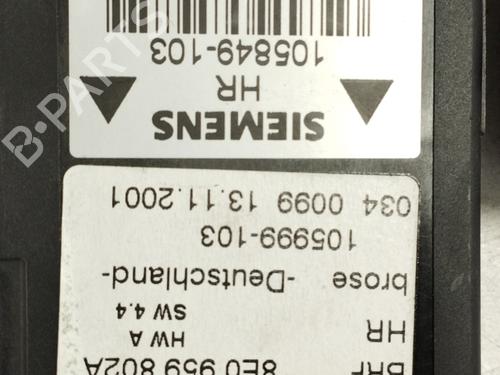 BRF 8E0 959 802A
HR HW A
SW 4.4
brose -Deutschland-
105999-103
034 0099 13.11.2001
SIEMENS
HR
105849-103
B-PARTS